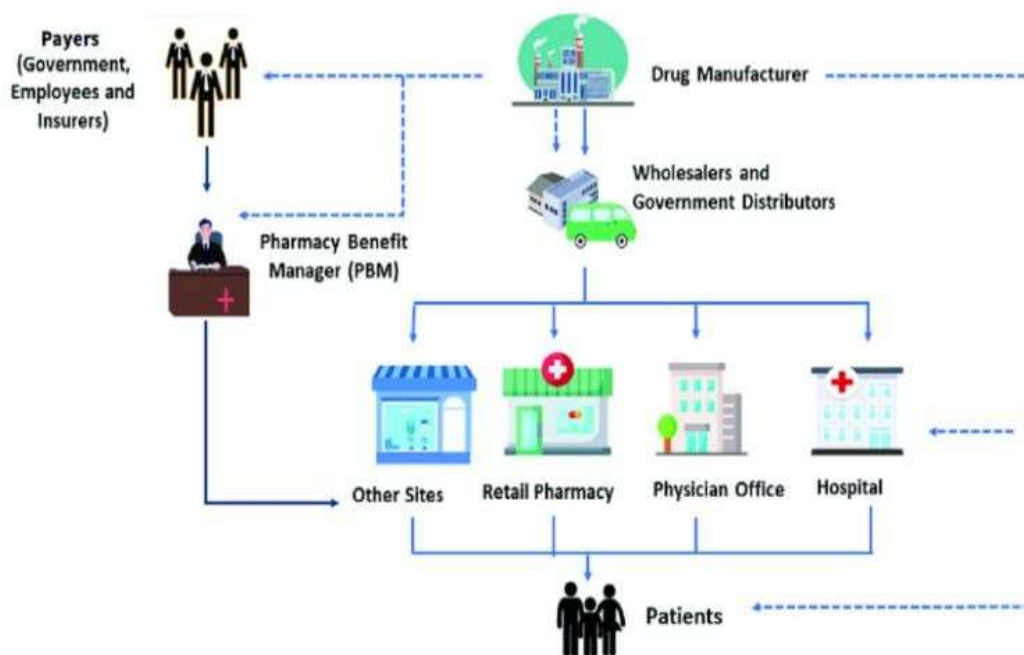 Payers
(Government,
Employees and
Insurers)
Drug Manufacturer
Wholesalers and
Government Distributors
Pharmacy Benefit
Manager (PBM)
Other Sites
Retail Pharmacy
Physician Office
Hospital
Patients